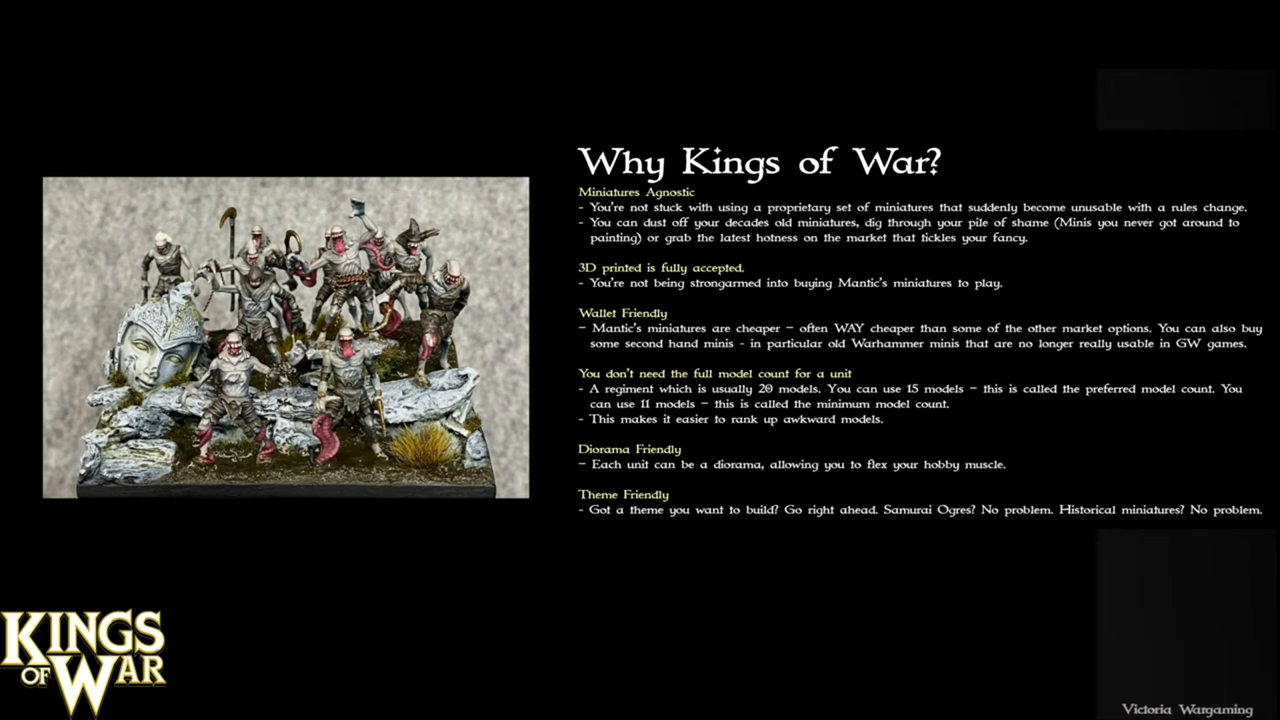 Why Kings of War?
Miniatures Agnostic
- You're not stuck with using a proprietary set of miniatures that suddenly become unusable with a rules change.
- You can dust off your decades old miniatures, dig through your pile of shame (Minis you never got around to
painting) or grab the latest hotness on the market that tickles your fancy.
3D printed is fully accepted.
- You're not being strongarmed into buying Mantic's miniatures to play.
Wallet Friendly
– Mantic's miniatures are cheaper – often WAY cheaper than some of the other market options. You can also buy
some second hand minis - in particular old Warhammer minis that are no longer really usable in GW games.
You don't need the full model count for a unit
- A regiment which is usually 20 models. You can use 15 models – this is called the preferred model count. You
can use 11 models – this is called the minimum model count.
- This makes it easier to rank up awkward models.
Diorama Friendly
– Each unit can be a diorama, allowing you to flex your hobby muscle.
Theme Friendly
- Got a theme you want to build? Go right ahead. Samurai Ogres? No problem. Historical miniatures? No problem.
KINGS
OF WAR
Victoria Wargaming